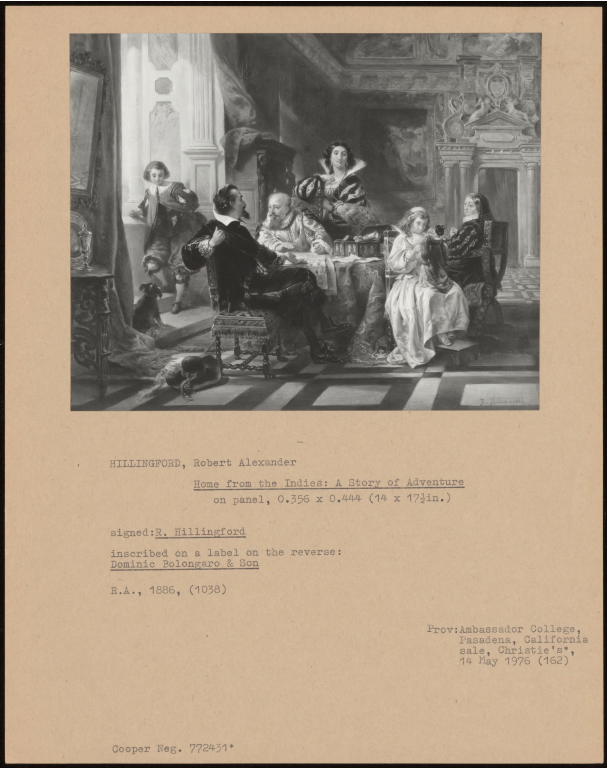 HILLINGFORD, Robert Alexander
Home from the Indies: A Story of Adventure
on panel, 0.356 x 0.444 (14 x 17½in.)
signed:R. Hillingford
inscribed on a label on the reverse:
Dominic Bolongaro & Son
R.A., 1886, (1038)
Prov:Ambassador College,
Pasadena, California
sale, Christie's*,
14 May 1976 (162)
Cooper Neg. 772431*